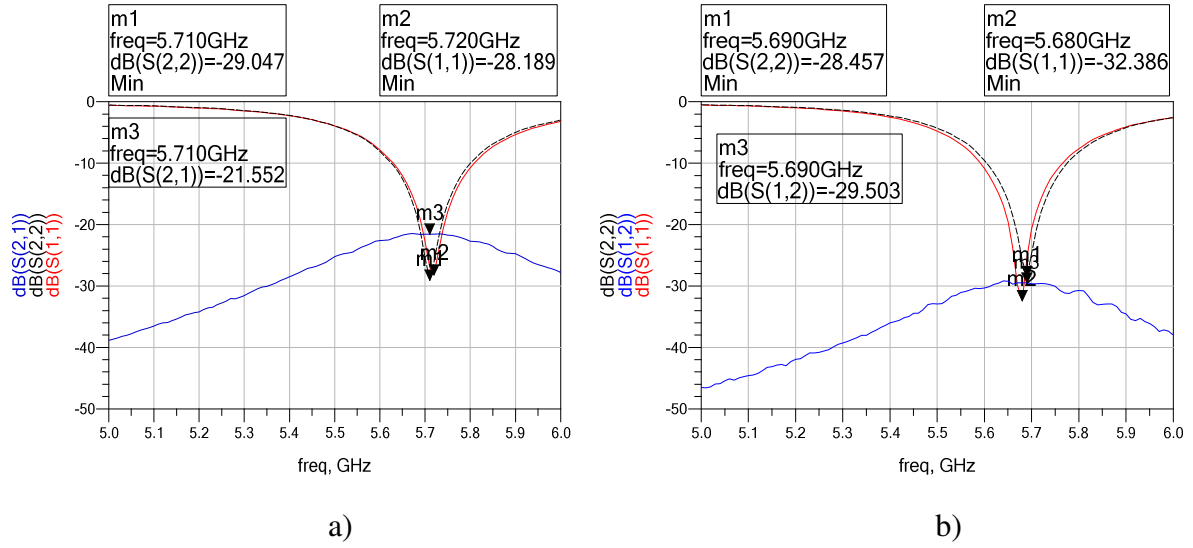 m1
freq=5.710GHz
dB(S(2,2))=-29.047
Min
m2
freq=5.720GHz
dB(S(1,1))=-28.189
Min
m3
freq=5.710GHz
dB(S(2,1))=-21.552
0
-10
-20
-30
-40
-50
dB(S(2,1))
dB(S(2,2))
dB(S(1,1))
m3
m2
m1
5.0 5.1 5.2 5.3 5.4 5.5 5.6 5.7 5.8 5.9 6.0
freq, GHz
a)
m1
freq=5.690GHz
dB(S(2,2))=-28.457
Min
m2
freq=5.680GHz
dB(S(1,1))=-32.386
Min
m3
freq=5.690GHz
dB(S(1,2))=-29.503
0
-10
-20
-30
-40
-50
dB(S(2,2))
dB(S(1,2))
dB(S(1,1))
m1
m3
m2
5.0 5.1 5.2 5.3 5.4 5.5 5.6 5.7 5.8 5.9 6.0
freq, GHz
b)